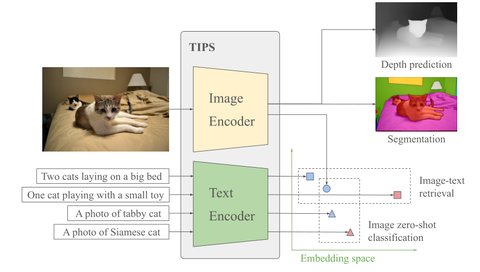 TIPS
Image
Encoder
Depth prediction
Segmentation
Two cats laying on a big bed
One cat playing with a small toy
A photo of tabby cat
A photo of Siamese cat
Text
Encoder
Image-text
retrieval
Image zero-shot
classification
Embedding space